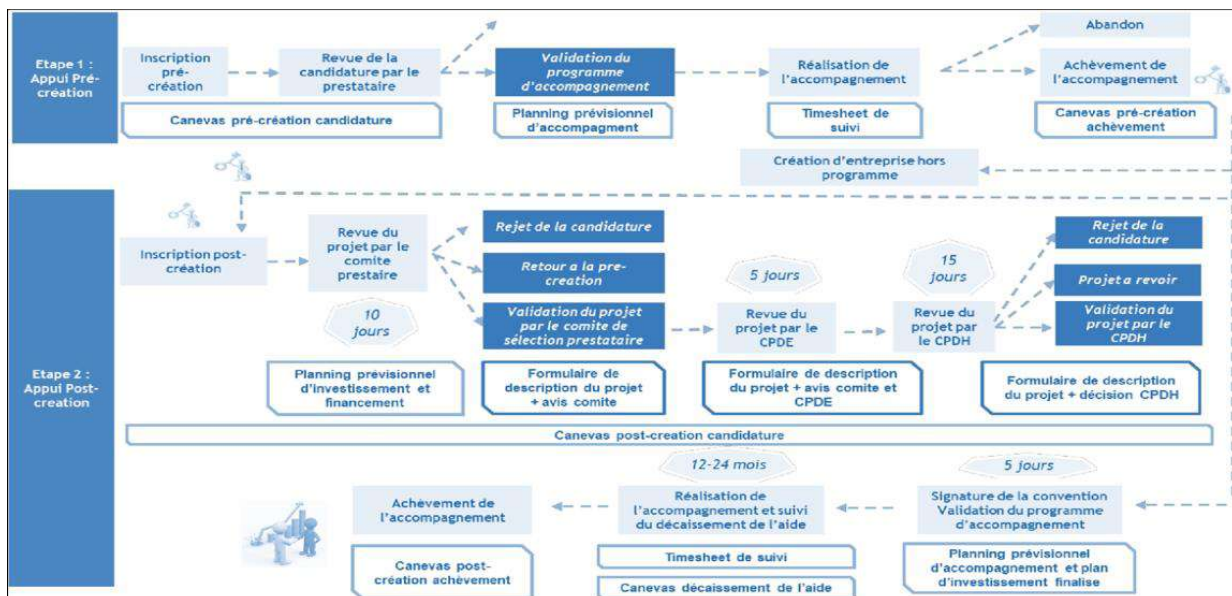 Etape 1 :
Appui Pré-
création
Inscription
pré-
création
Revue de la
candidature par le
prestataire
Validation du
programme
d'accompagnement
Réalisation de
l'accompagnement
Abandon
Achèvement de
l'accompagnement
Canevas pré-création candidature
Planning prévisionnel
d'accompagment
Timesheet de
suivi
Canevas pré-création
achèvement
Création d'entreprise hors
programme
Etape 2 :
Appui Post-
creation
Inscription post-
création
Revue du
projet par le
comite
prestaire
10
jours
Rejet de la candidature
Retour a la pre-
creation
Validation du projet
par le comite de
sélection prestataire
5 jours
Revue du
projet par le
CPDE
15
jours
Revue du
projet par
le CPDH
Rejet de la
candidature
Projet a revoir
Validation du
projet par le
CPDH
Planning prévisionnel
d'investissement et
financement
Formulaire de
description du projet
+ avis comite
Formulaire de description
du projet + avis comite et
CPDE
Formulaire de description
du projet + décision CPDH
Canevas post-creation candidature
12-24 mois
5 jours
Achèvement de
l'accompagnement
Réalisation de
l'accompagnement et suivi
du décaissement de l'aide
Signature de la convention
Validation du programme
d'accompagnement
Canevas post-
création achèvement
Timesheet de suivi
Canevas décaissement de l'aide
Planning prévisionnel
d'accompagnement et plan
d'investissement finalise